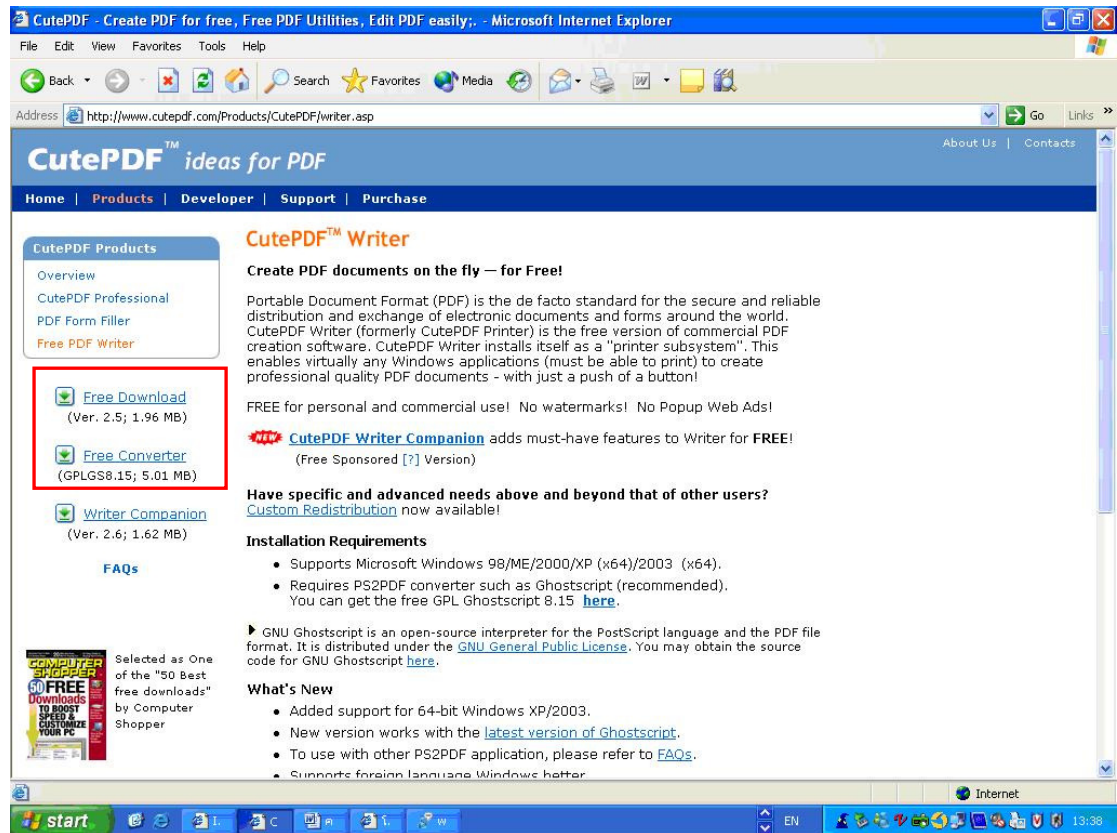 CutePDF - Create PDF for free, Free PDF Utilities, Edit PDF easily;. - Microsoft Internet Explorer
File Edit View Favorites Tools Help
Back Search Favorites Media
Address http://www.cutepdf.com/Products/CutePDF/writer.asp Go Links »
About Us | Contacts
CutePDF™ ideas for PDF
Home | Products | Developer | Support | Purchase
CutePDF Products
Overview
CutePDF Professional
PDF Form Filler
Free PDF Writer
Free Download
(Ver. 2.5; 1.96 MB)
Free Converter
(GPLGS8.15; 5.01 MB)
Writer Companion
(Ver. 2.6; 1.62 MB)
FAQs
COMPUTER
SHOPPER
50 FREE
Downloads
TO BOOST
SPEED &
CUSTOMIZE
YOUR PC
Selected as One
of the "50 Best
free downloads"
by Computer
Shopper
CutePDF™ Writer
Create PDF documents on the fly — for Free!
Portable Document Format (PDF) is the de facto standard for the secure and reliable
distribution and exchange of electronic documents and forms around the world.
CutePDF Writer (formerly CutePDF Printer) is the free version of commercial PDF
creation software. CutePDF Writer installs itself as a "printer subsystem". This
enables virtually any Windows applications (must be able to print) to create
professional quality PDF documents - with just a push of a button!
FREE for personal and commercial use! No watermarks! No Popup Web Ads!
NEW CutePDF Writer Companion adds must-have features to Writer for FREE!
(Free Sponsored [?] Version)
Have specific and advanced needs above and beyond that of other users?
Custom Redistribution now available!
Installation Requirements
• Supports Microsoft Windows 98/ME/2000/XP (x64)/2003 (x64).
• Requires PS2PDF converter such as Ghostscript (recommended).
You can get the free GPL Ghostscript 8.15 here.
GNU Ghostscript is an open-source interpreter for the PostScript language and the PDF file
format. It is distributed under the GNU General Public License. You may obtain the source
code for GNU Ghostscript here.
What's New
• Added support for 64-bit Windows XP/2003.
• New version works with the latest version of Ghostscript.
• To use with other PS2PDF application, please refer to FAQs.
• Supports foreign language Windows better
Internet
start EN 13:38